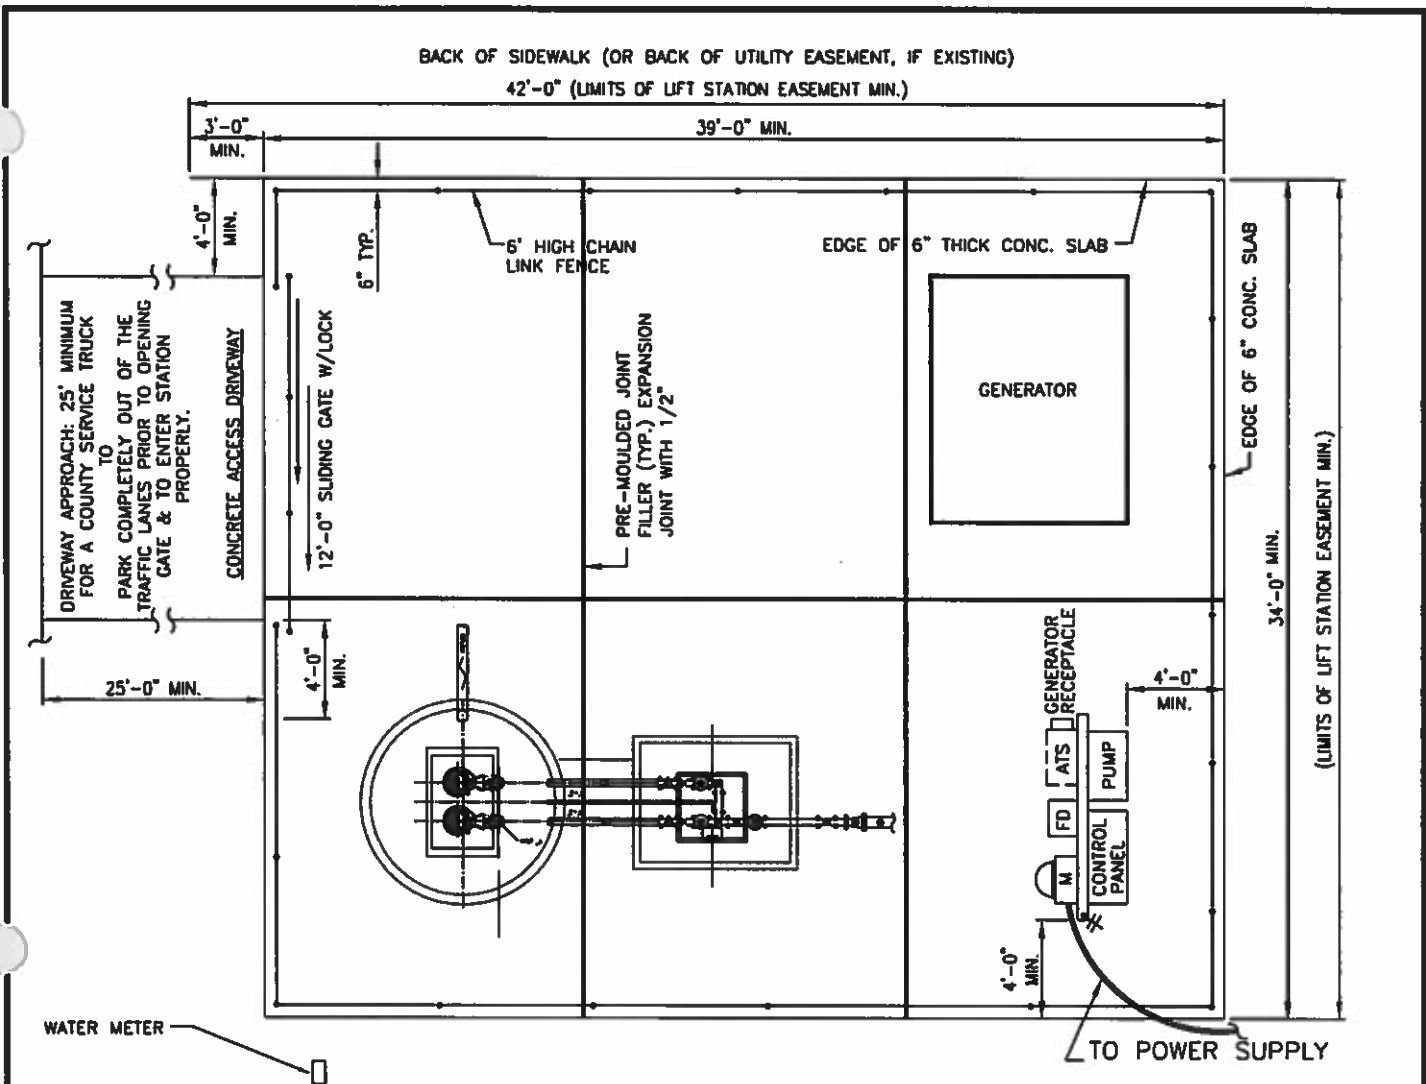 BACK OF SIDEWALK (OR BACK OF UTILITY EASEMENT, IF EXISTING)
42'-0" (LIMITS OF LIFT STATION EASEMENT MIN.)
3'-0"
MIN.
39'-0" MIN.
4'-0"
MIN.
6" TYP.
6' HIGH CHAIN
LINK FENCE
EDGE OF 6" THICK CONC. SLAB
EDGE OF 6" CONC. SLAB
DRIVEWAY APPROACH: 25' MINIMUM
FOR A COUNTY SERVICE TRUCK
TO
PARK COMPLETELY OUT OF THE
TRAFFIC LANES PRIOR TO OPENING
GATE & TO ENTER STATION
PROPERLY.
CONCRETE ACCESS DRIVEWAY
12'-0" SLIDING GATE W/LOCK
PRE-MOULDED JOINT
FILLER (TYP.) EXPANSION
JOINT WITH 1/2"
GENERATOR
34'-0" MIN.
(LIMITS OF LIFT STATION EASEMENT MIN.)
25'-0" MIN.
4'-0"
MIN.
GENERATOR
RECEPTACLE
4'-0"
MIN.
ATS
PUMP
FD
M
CONTROL
PANEL
4'-0"
MIN.
WATER METER
TO POWER SUPPLY